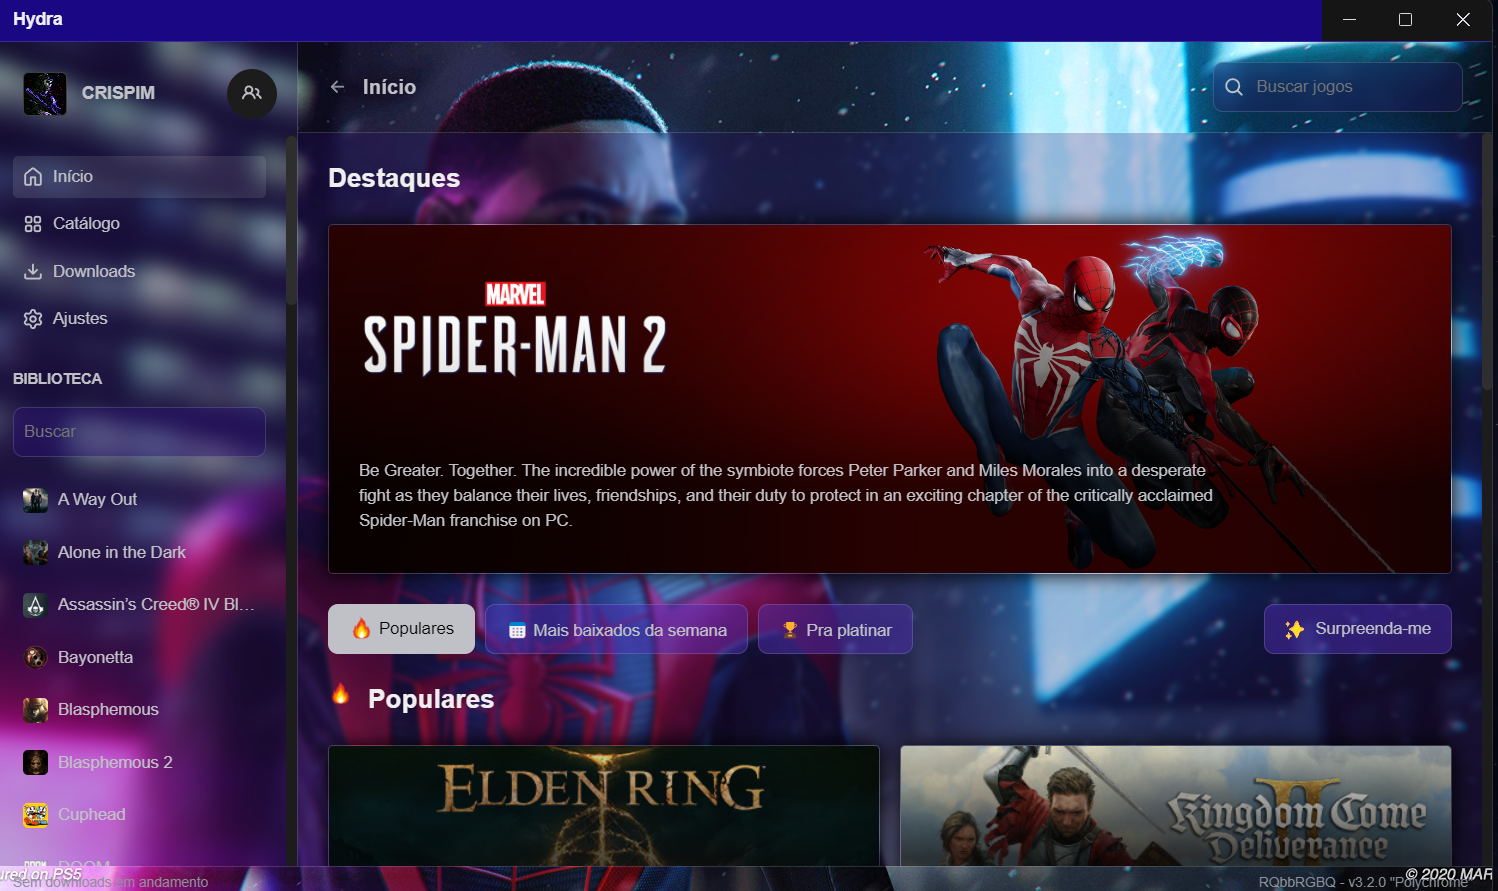 Hydra
CRISPIM
Início
Buscar jogos
Início
Catálogo
Downloads
Ajustes
BIBLIOTECA
Buscar
A Way Out
Alone in the Dark
Assassin's Creed® IV Bl...
Bayonetta
Blasphemous
Blasphemous 2
Cuphead
DOOM
Destaques
MARVEL
SPIDER-MAN 2
Be Greater. Together. The incredible power of the symbiote forces Peter Parker and Miles Morales into a desperate
fight as they balance their lives, friendships, and their duty to protect in an exciting chapter of the critically acclaimed
Spider-Man franchise on PC.
Populares
Mais baixados da semana
Pra platinar
Surpreenda-me
Populares
ELDEN RING
Kingdom Come
Deliverance
II
ured on PS5
© 2020 MAR
Sem downloads em andamento
RQbbRGBQ - v3.2.0 "Polychrome"